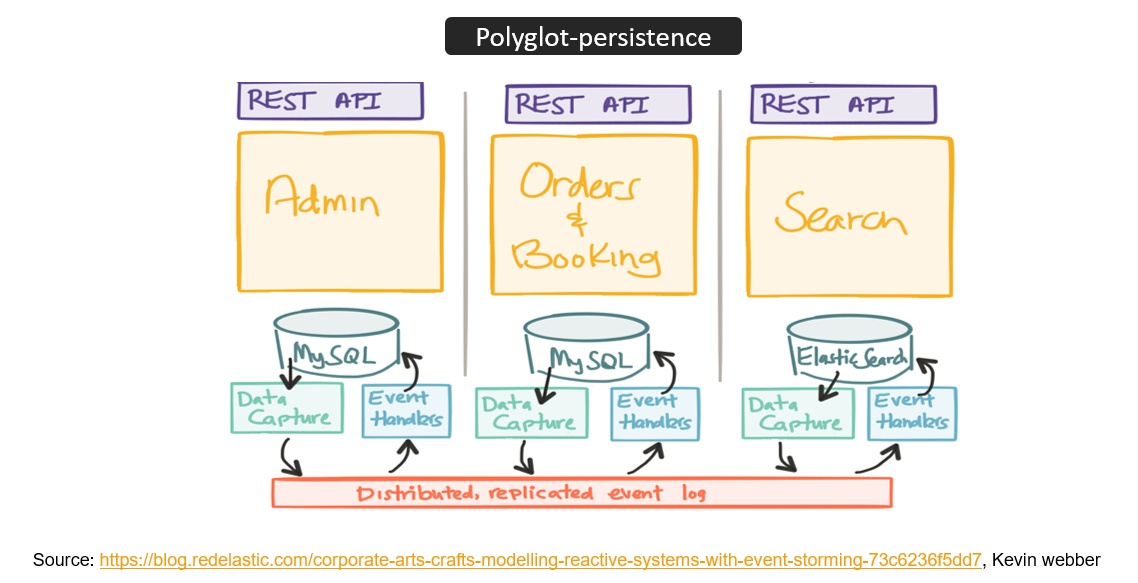 Polyglot-persistence
REST API
REST API
REST API
Admin
Orders
&
Booking
Search
MySQL
MySQL
Elastic Search
Data
Capture
Event
Handlers
Data
Capture
Event
Handlers
Data
Capture
Event
Handlers
Distributed, replicated event log
Source: https://blog.redelastic.com/corporate-arts-crafts-modelling-reactive-systems-with-event-storming-73c6236f5dd7, Kevin webber